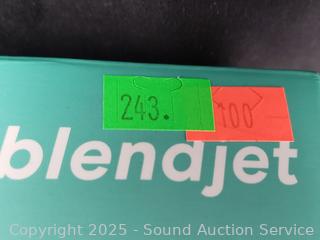 243.
100
blendjet
Copyright © 2025 - Sound Auction Service